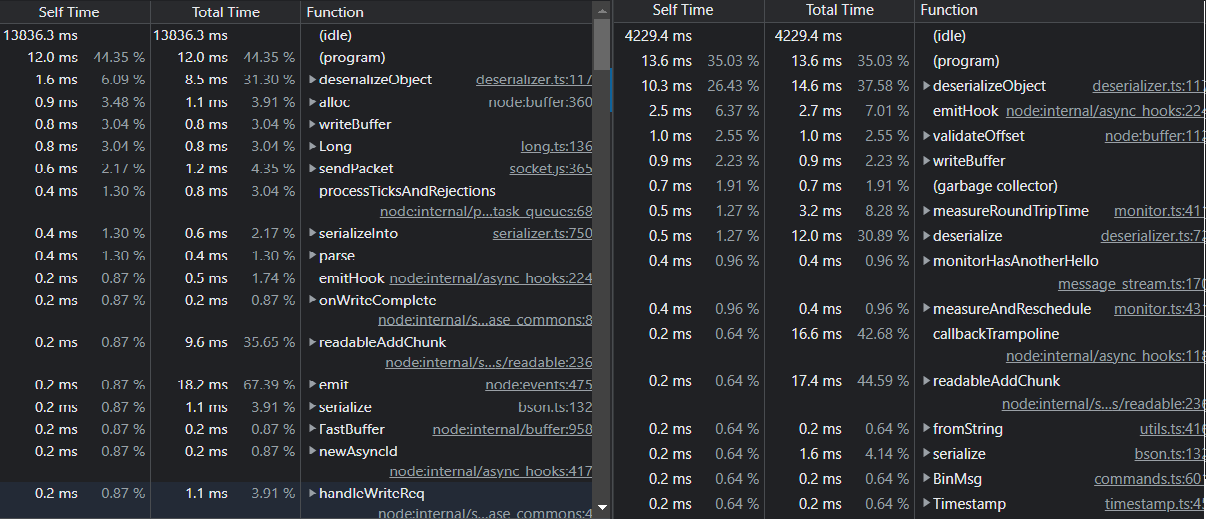 Self Time Total Time Function
13836.3 ms 13836.3 ms (idle)
12.0 ms 44.35 % 12.0 ms 44.35 % (program)
1.6 ms 6.09 % 8.5 ms 31.30 % deserializeObject deserializer.ts:117
0.9 ms 3.48 % 1.1 ms 3.91 % alloc node:buffer:360
0.8 ms 3.04 % 0.8 ms 3.04 % writeBuffer
0.8 ms 3.04 % 0.8 ms 3.04 % Long long.ts:136
0.6 ms 2.17 % 1.2 ms 4.35 % sendPacket socket.js:365
0.4 ms 1.30 % 0.8 ms 3.04 % processTicksAndRejections
node:internal/p...task_queues:68
0.4 ms 1.30 % 0.6 ms 2.17 % serializeInto serializer.ts:750
0.4 ms 1.30 % 0.4 ms 1.30 % parse
0.2 ms 0.87 % 0.5 ms 1.74 % emitHook node:internal/async_hooks:224
0.2 ms 0.87 % 0.2 ms 0.87 % onWriteComplete
node:internal/s...ase_commons:8
0.2 ms 0.87 % 9.6 ms 35.65 % readableAddChunk
node:internal/s...s/readable:236
0.2 ms 0.87 % 18.2 ms 67.39 % emit node:events:475
0.2 ms 0.87 % 1.1 ms 3.91 % serialize bson.ts:132
0.2 ms 0.87 % 0.2 ms 0.87 % FastBuffer node:internal/buffer:958
0.2 ms 0.87 % 0.2 ms 0.87 % newAsyncId
node:internal/async_hooks:417
0.2 ms 0.87 % 1.1 ms 3.91 % handleWriteReq
node:internal/s...ase_commons:4
Self Time Total Time Function
4229.4 ms 4229.4 ms (idle)
13.6 ms 35.03 % 13.6 ms 35.03 % (program)
10.3 ms 26.43 % 14.6 ms 37.58 % deserializeObject deserializer.ts:117
2.5 ms 6.37 % 2.7 ms 7.01 % emitHook node:internal/async_hooks:224
1.0 ms 2.55 % 1.0 ms 2.55 % validateOffset node:buffer:112
0.9 ms 2.23 % 0.9 ms 2.23 % writeBuffer
0.7 ms 1.91 % 0.7 ms 1.91 % (garbage collector)
0.5 ms 1.27 % 3.2 ms 8.28 % measureRoundTripTime monitor.ts:411
0.5 ms 1.27 % 12.0 ms 30.89 % deserialize deserializer.ts:72
0.4 ms 0.96 % 0.4 ms 0.96 % monitorHasAnotherHello
message_stream.ts:170
0.4 ms 0.96 % 0.4 ms 0.96 % measureAndReschedule monitor.ts:431
0.2 ms 0.64 % 16.6 ms 42.68 % callbackTrampoline
node:internal/async_hooks:118
0.2 ms 0.64 % 17.4 ms 44.59 % readableAddChunk
node:internal/s...s/readable:236
0.2 ms 0.64 % 0.2 ms 0.64 % fromString utils.ts:416
0.2 ms 0.64 % 1.6 ms 4.14 % serialize bson.ts:132
0.2 ms 0.64 % 0.2 ms 0.64 % BinMsg commands.ts:601
0.2 ms 0.64 % 0.2 ms 0.64 % Timestamp timestamp.ts:45